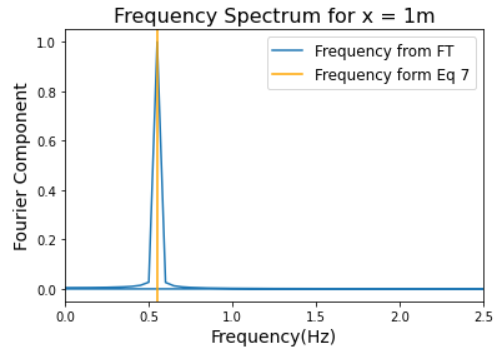 Frequency Spectrum for x = 1m
Frequency from FT
Frequency form Eq 7
Fourier Component
1.0
0.8
0.6
0.4
0.2
0.0
0.0 0.5 1.0 1.5 2.0 2.5
Frequency(Hz)